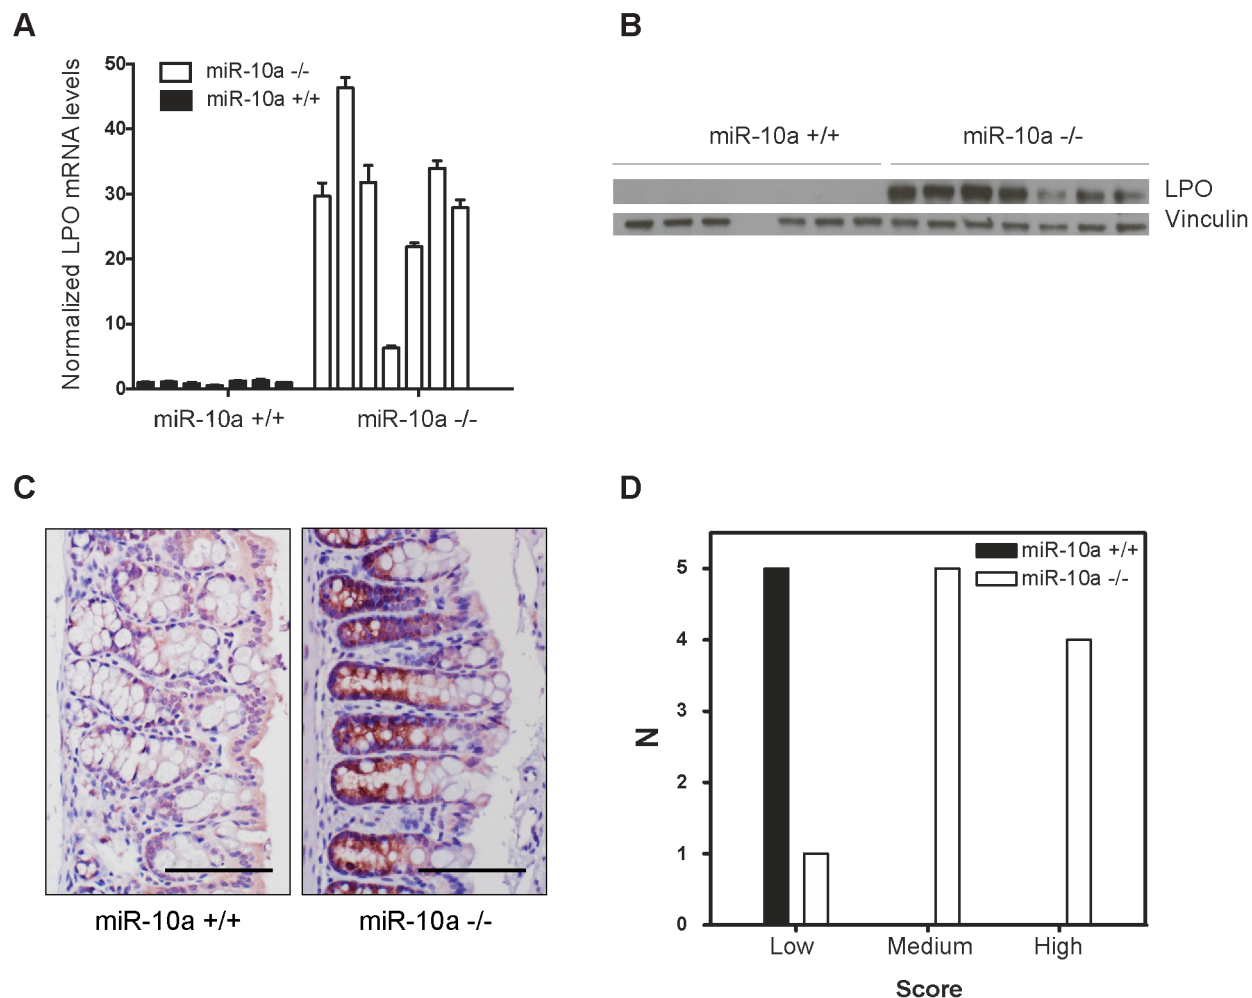 A
Normalized LPO mRNA levels
50
40
30
20
10
0
miR-10a -/-
miR-10a +/+
miR-10a +/+
miR-10a -/-
B
miR-10a +/+
miR-10a -/-
LPO
Vinculin
C
miR-10a +/+
miR-10a -/-
D
N
5
4
3
2
1
0
miR-10a +/+
miR-10a -/-
Low
Medium
High
Score